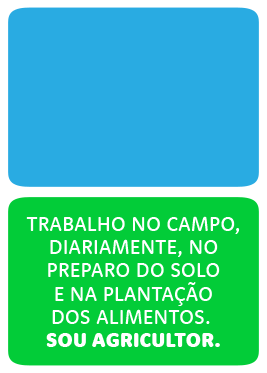 TRABALHO NO CAMPO,
DIARIAMENTE, NO
PREPARO DO SOLO
E NA PLANTAÇÃO
DOS ALIMENTOS.
SOU AGRICULTOR.